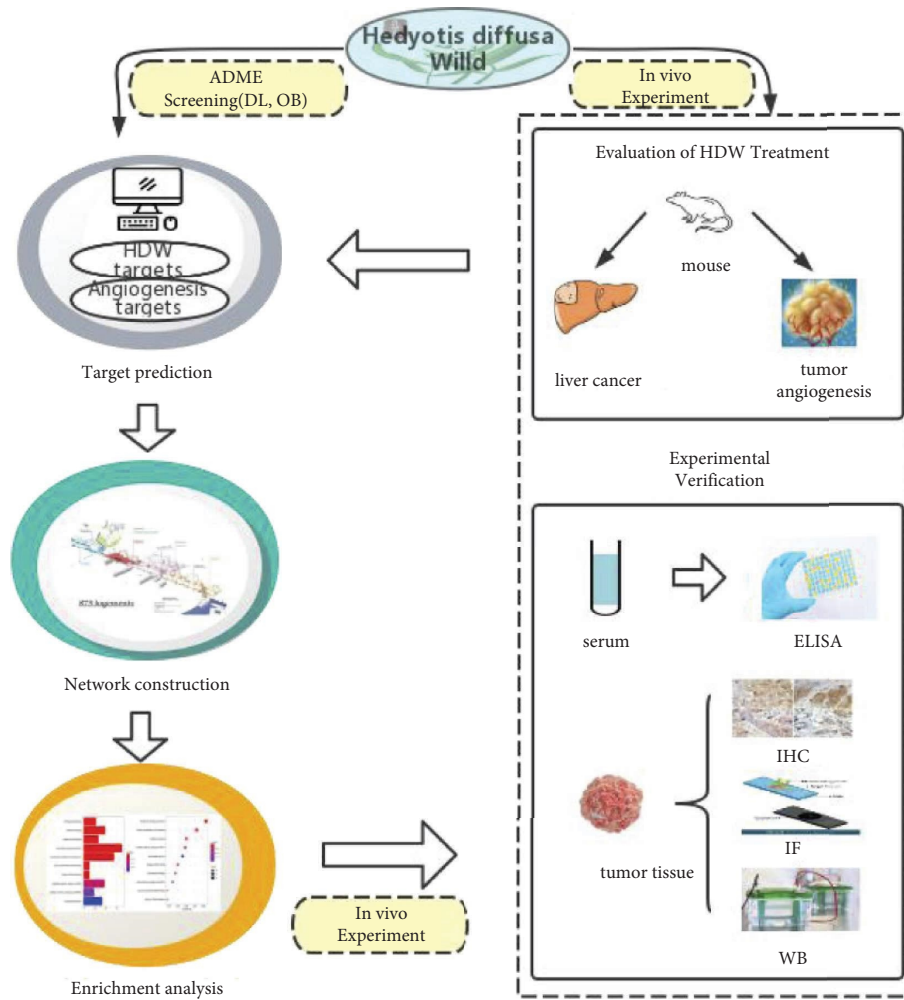 Hedyotis diffusa
Willd
ADME
Screening(DL, OB)
In vivo
Experiment
HDW
targets
Angiogenesis
targets
Target prediction
Network construction
Enrichment analysis
In vivo
Experiment
Evaluation of HDW Treatment
mouse
liver cancer
tumor
angiogenesis
Experimental
Verification
serum
ELISA
tumor tissue
IHC
IF
WB